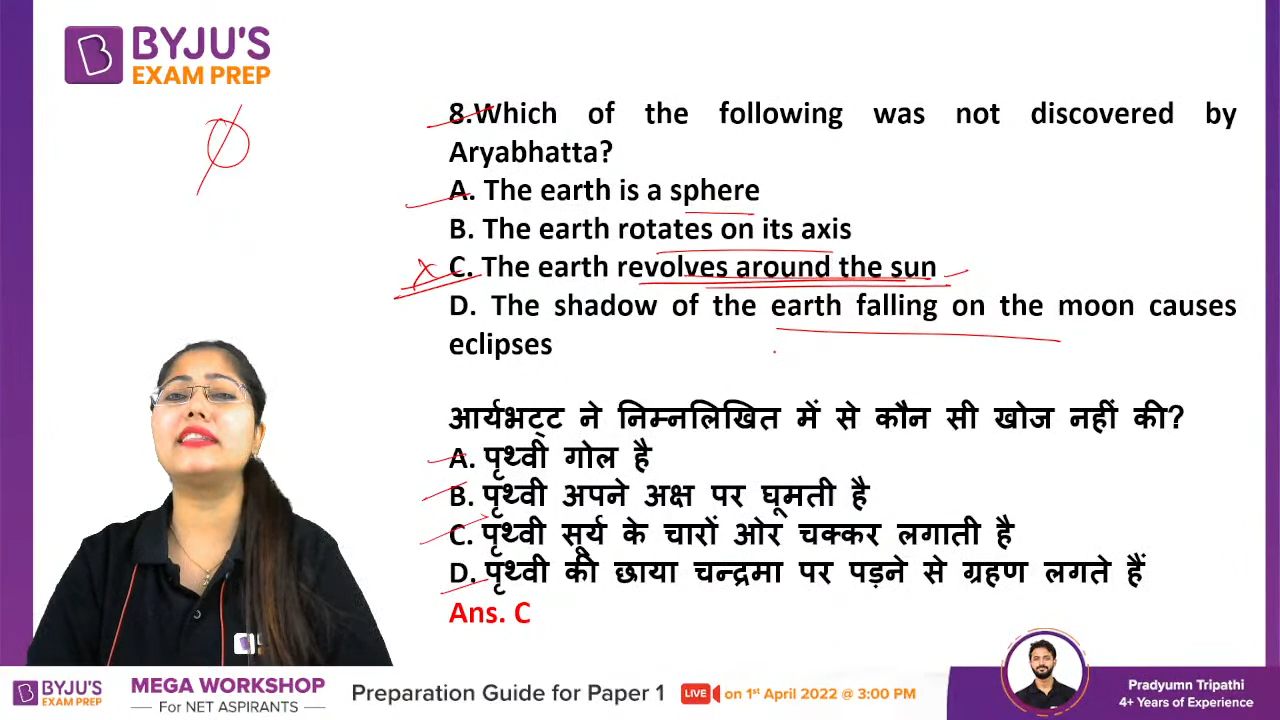 BYJU'S
EXAM PREP
8.Which of the following was not discovered by
Aryabhatta?
A. The earth is a sphere
B. The earth rotates on its axis
C. The earth revolves around the sun
D. The shadow of the earth falling on the moon causes
eclipses
आर्यभट्ट ने निम्नलिखित में से कौन सी खोज नहीं की?
A. पृथ्वी गोल है
B. पृथ्वी अपने अक्ष पर घूमती है
C. पृथ्वी सूर्य के चारों ओर चक्कर लगाती है
D. पृथ्वी की छाया चन्द्रमा पर पड़ने से ग्रहण लगते हैं
Ans. C
BYJU'S
EXAM PREP
MEGA WORKSHOP
For NET ASPIRANTS
Preparation Guide for Paper 1
LIVE
on 1st April 2022 @ 3:00 PM
Pradyumn Tripathi
4+ Years of Experience